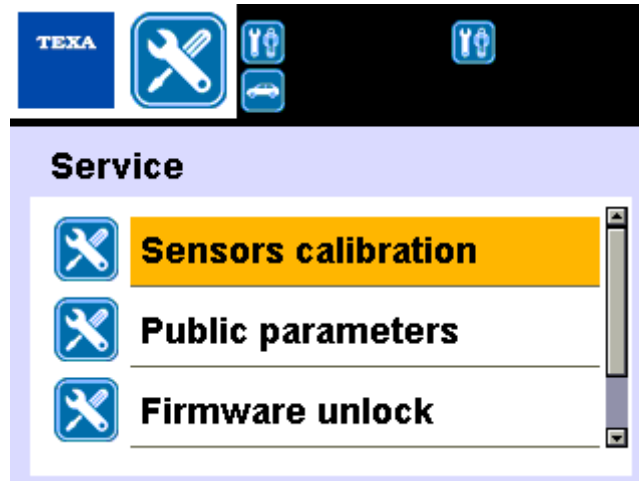 TEXA
Service
Sensors calibration
Public parameters
Firmware unlock